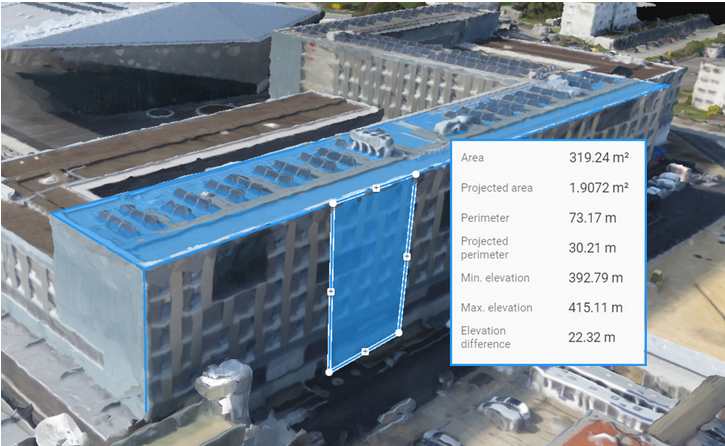 Area 319.24 m²
Projected area 1.9072 m²
Perimeter 73.17 m
Projected
perimeter 30.21 m
Min. elevation 392.79 m
Max. elevation 415.11 m
Elevation
difference 22.32 m